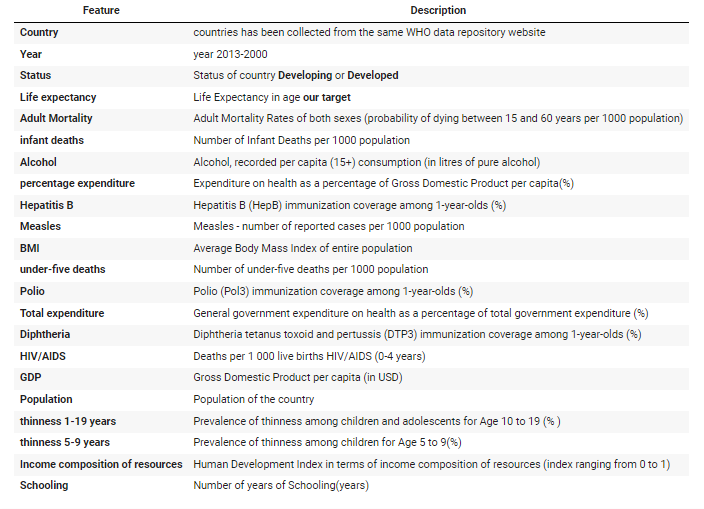 Feature Description
Country countries has been collected from the same WHO data repository website
Year year 2013-2000
Status Status of country Developing or Developed
Life expectancy Life Expectancy in age our target
Adult Mortality Adult Mortality Rates of both sexes (probability of dying between 15 and 60 years per 1000 population)
infant deaths Number of Infant Deaths per 1000 population
Alcohol Alcohol, recorded per capita (15+) consumption (in litres of pure alcohol)
percentage expenditure Expenditure on health as a percentage of Gross Domestic Product per capita(%)
Hepatitis B Hepatitis B (HepB) immunization coverage among 1-year-olds (%)
Measles Measles - number of reported cases per 1000 population
BMI Average Body Mass Index of entire population
under-five deaths Number of under-five deaths per 1000 population
Polio Polio (Pol3) immunization coverage among 1-year-olds (%)
Total expenditure General government expenditure on health as a percentage of total government expenditure (%)
Diphtheria Diphtheria tetanus toxoid and pertussis (DTP3) immunization coverage among 1-year-olds (%)
HIV/AIDS Deaths per 1 000 live births HIV/AIDS (0-4 years)
GDP Gross Domestic Product per capita (in USD)
Population Population of the country
thinness 1-19 years Prevalence of thinness among children and adolescents for Age 10 to 19 (% )
thinness 5-9 years Prevalence of thinness among children for Age 5 to 9(%)
Income composition of resources Human Development Index in terms of income composition of resources (index ranging from 0 to 1)
Schooling Number of years of Schooling(years)